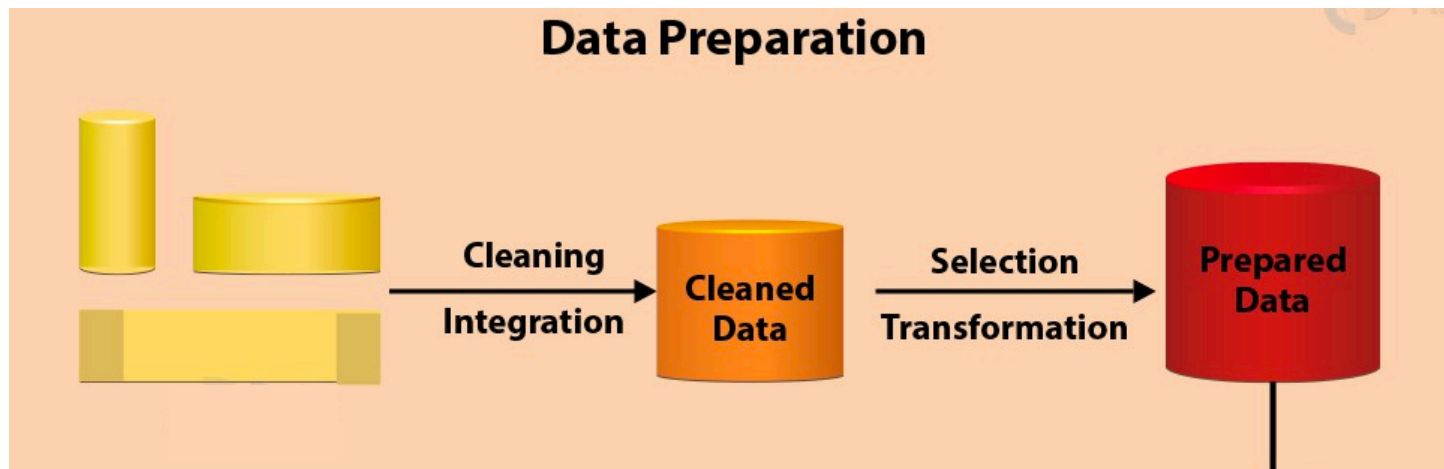 Data Preparation
Cleaning
Integration
Cleaned
Data
Selection
Transformation
Prepared
Data